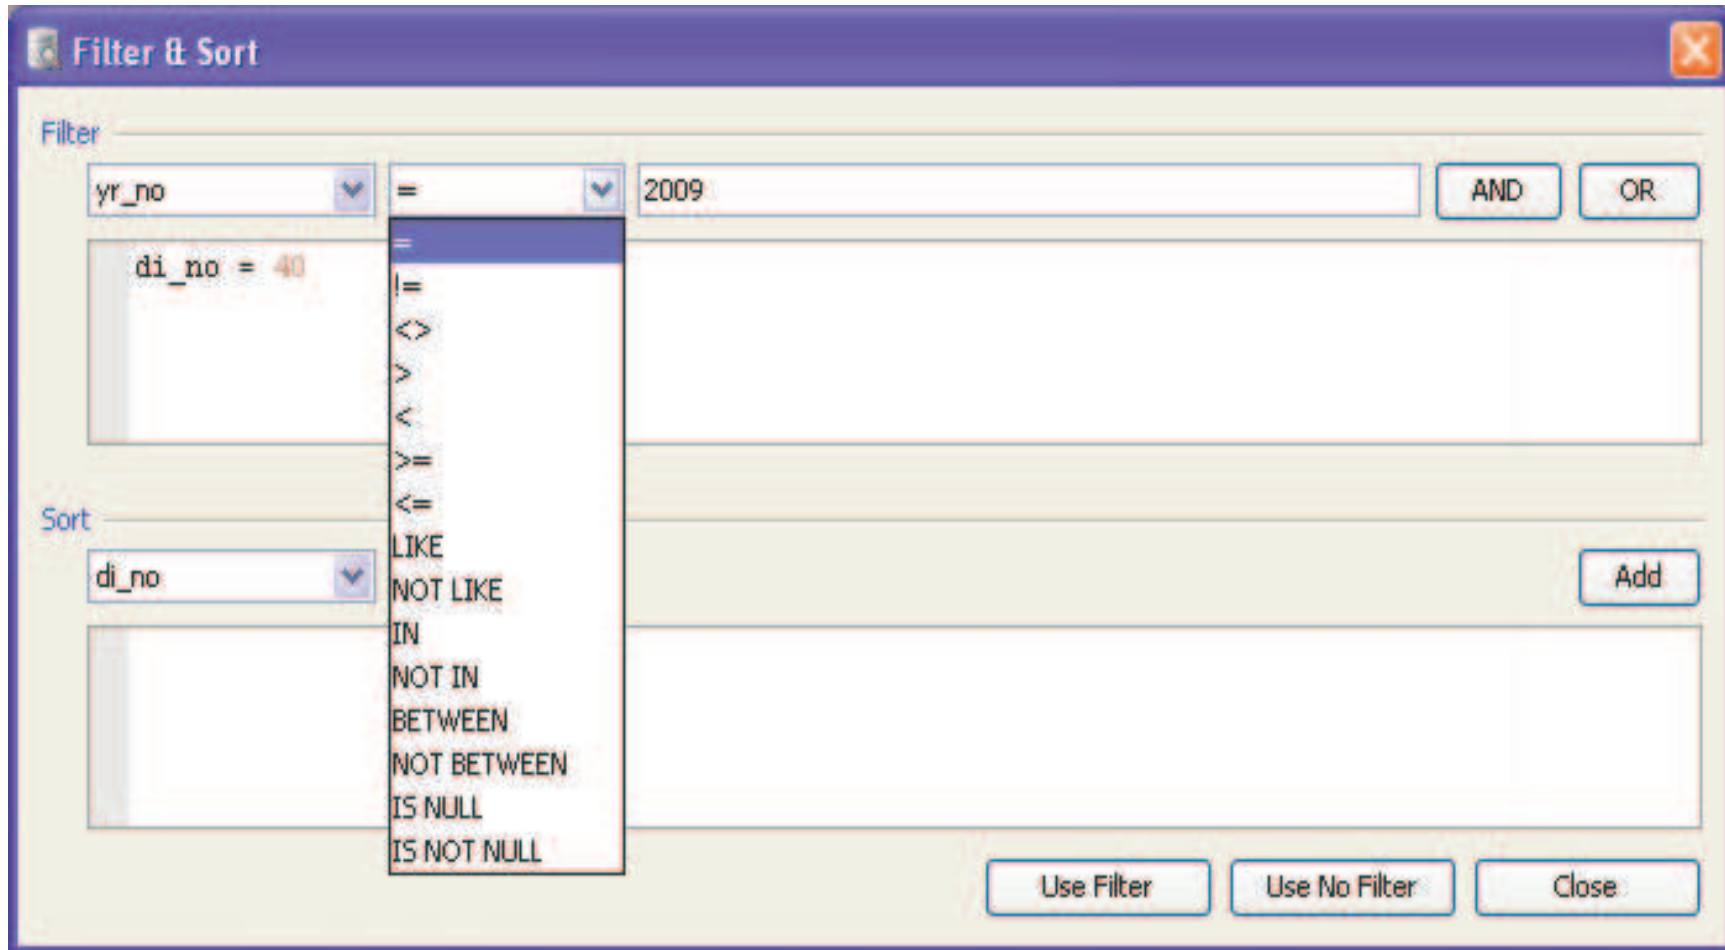 Filter & Sort
Filter
yr_no = 2009 AND OR
di_no = 40
=
!=
<>
>
<
>=
<=
LIKE
NOT LIKE
IN
NOT IN
BETWEEN
NOT BETWEEN
IS NULL
IS NOT NULL
Sort
di_no Add
Use Filter Use No Filter Close